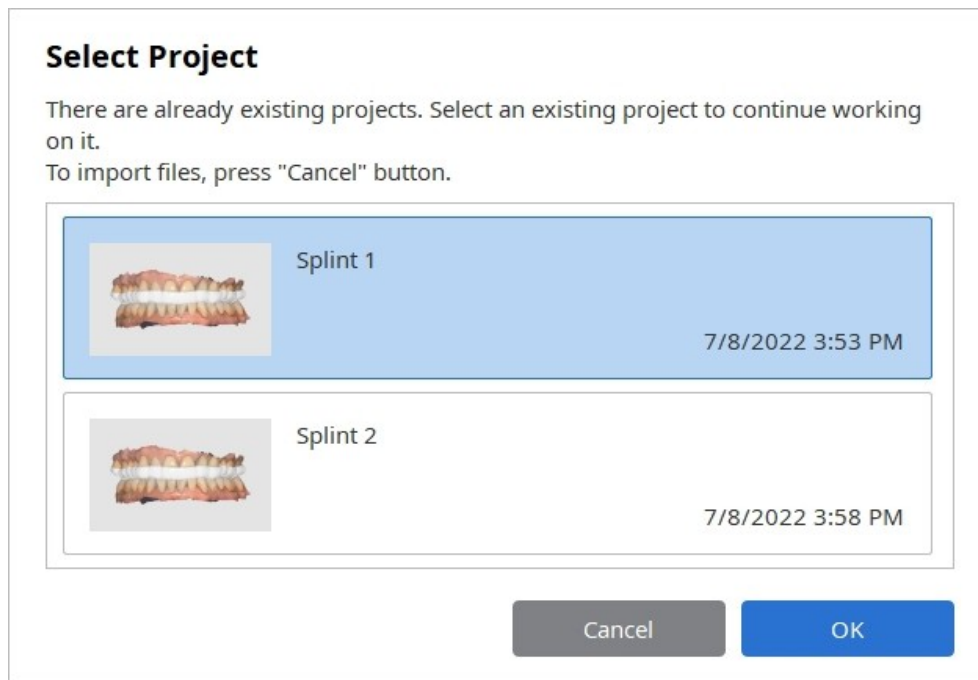 Select Project
There are already existing projects. Select an existing project to continue working
on it.
To import files, press "Cancel" button.
Splint 1
7/8/2022 3:53 PM
Splint 2
7/8/2022 3:58 PM
Cancel
OK